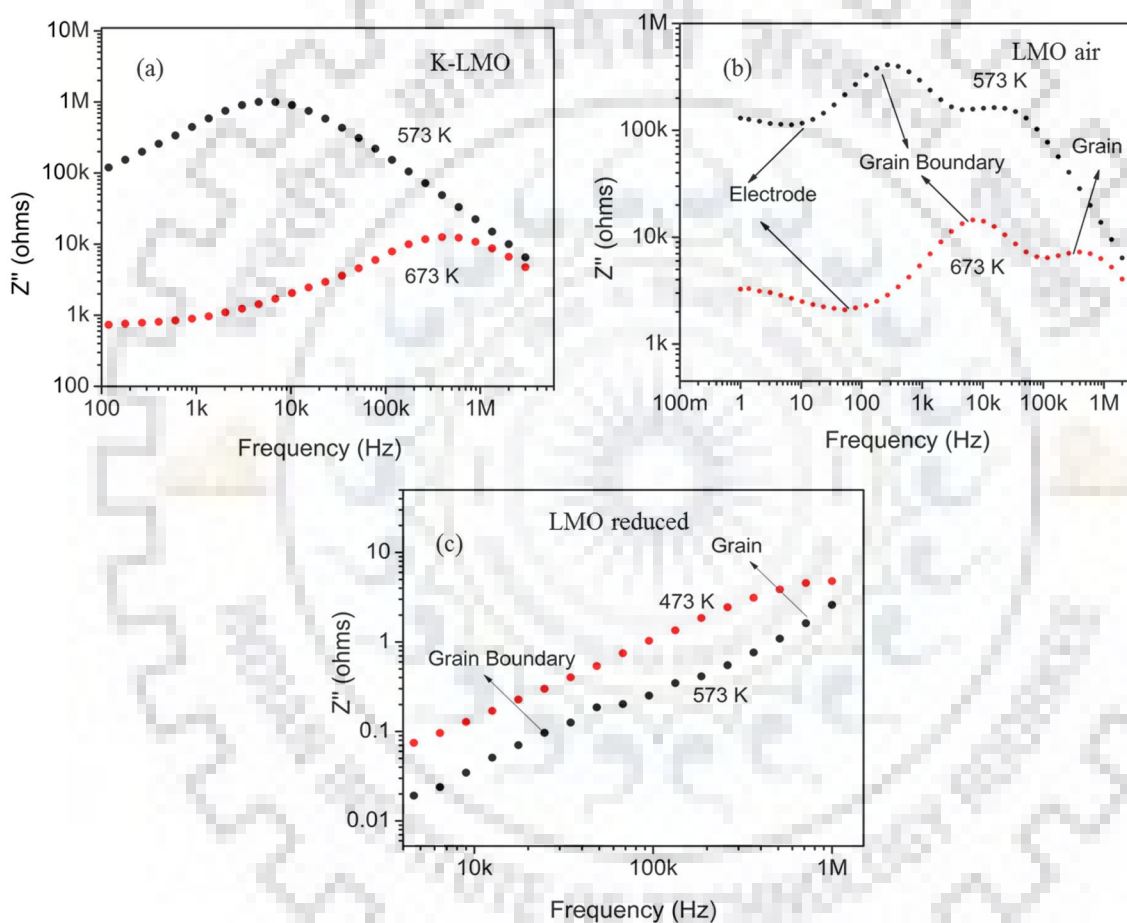 (a)
K-LMO
10M
1M
100k
10k
1k
100
Z'' (ohms)
573 K
673 K
100
1k
10k
100k
1M
Frequency (Hz)
(b)
LMO air
1M
100k
10k
1k
Z'' (ohms)
573 K
Grain
Grain Boundary
Electrode
673 K
100m
1
10
100
1k
10k
100k
1M
Frequency (Hz)
LMO reduced
(c)
Grain
10
1
0.1
0.01
Z'' (ohms)
473 K
Grain Boundary
573 K
10k
100k
1M
Frequency (Hz)